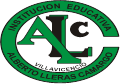 INSTITUCION EDUCATIVA
ALC
VILLAVICENCIO
ALBERTO LLERAS CAMARGO